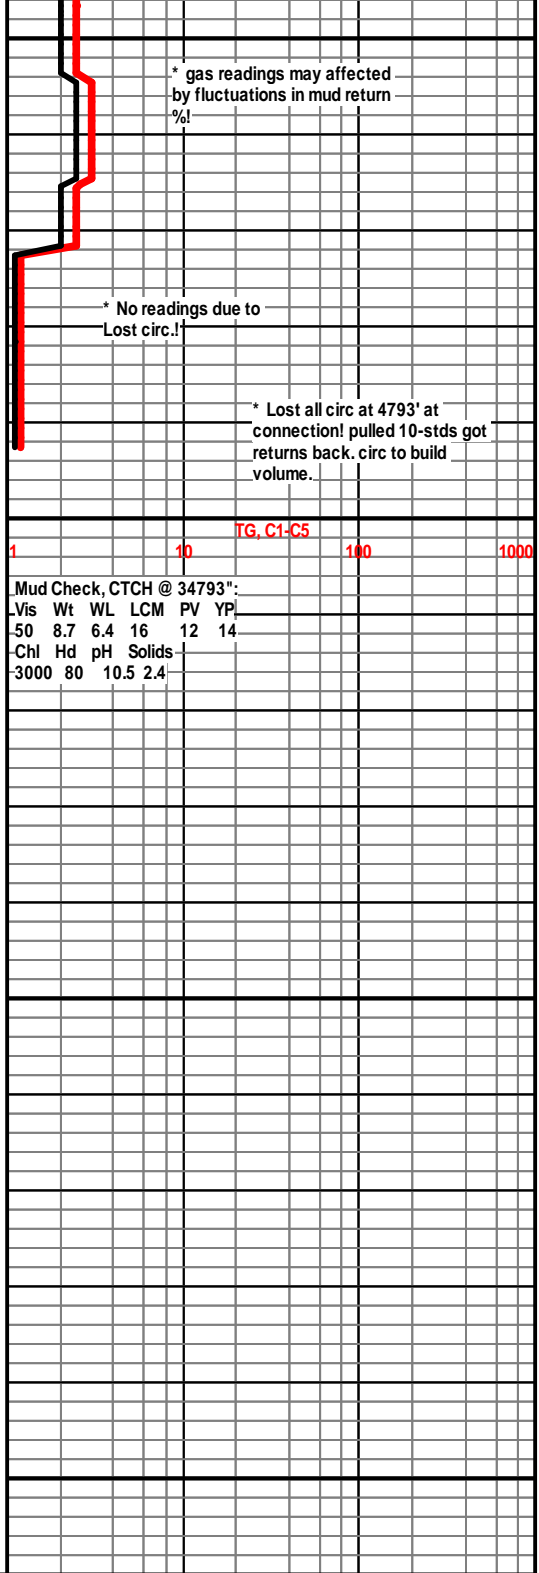 * gas readings may affected
by fluctuations in mud return
%!
* No readings due to
Lost circ.!
* Lost all circ at 4793' at
connection! pulled 10-stds got
returns back. circ to build
volume.
TG, C1-C5
1 10 100 1000
Mud Check, CTCH @ 34793":
Vis Wt WL LCM PV YP
50 8.7 6.4 16 12 14
Chl Hd pH Solids
3000 80 10.5 2.4